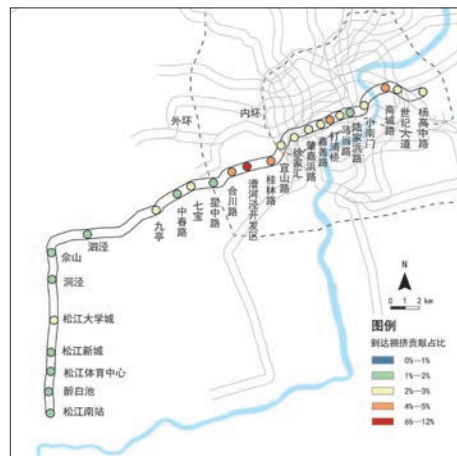 外环
内环
杨高中路
世纪大道
商城路
小南门
陆家浜路
马当路
打浦桥
嘉善路
肇嘉浜路
徐家汇
宜山路
桂林路
漕河泾开发区
合川路
星中路
七宝
中春路
九亭
泗泾
佘山
洞泾
松江大学城
松江新城
松江体育中心
醉白池
松江南站
N
0 1 2 km
图例
到达拥挤贡献占比
0%—1%
1%—2%
2%—3%
4%—5%
6%—12%